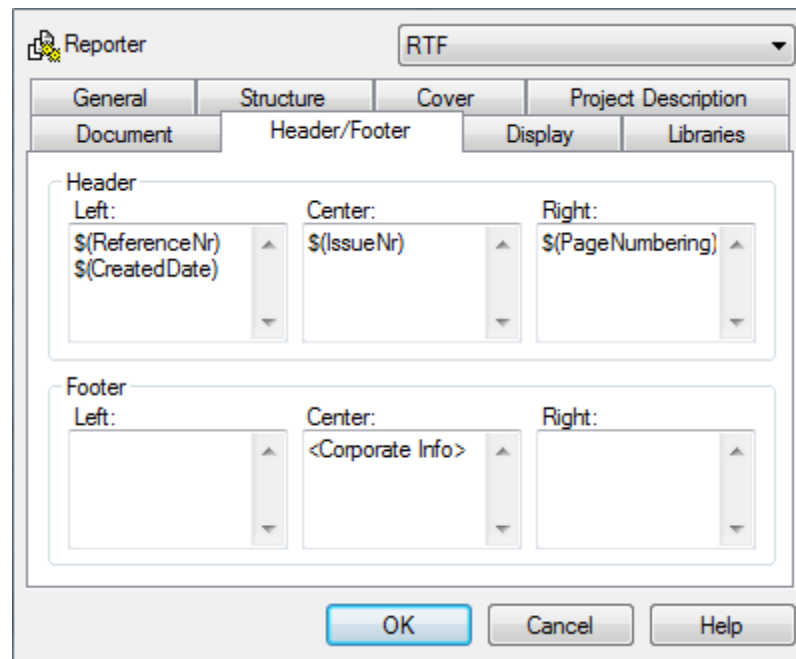 Reporter
RTF
General Structure Cover Project Description
Document Header/Footer Display Libraries
Header
Left: Center: Right:
$(ReferenceNr) $(IssueNr) $(PageNumbering)
$(CreatedDate)
Footer
Left: Center: Right:
<Corporate Info>
OK Cancel Help